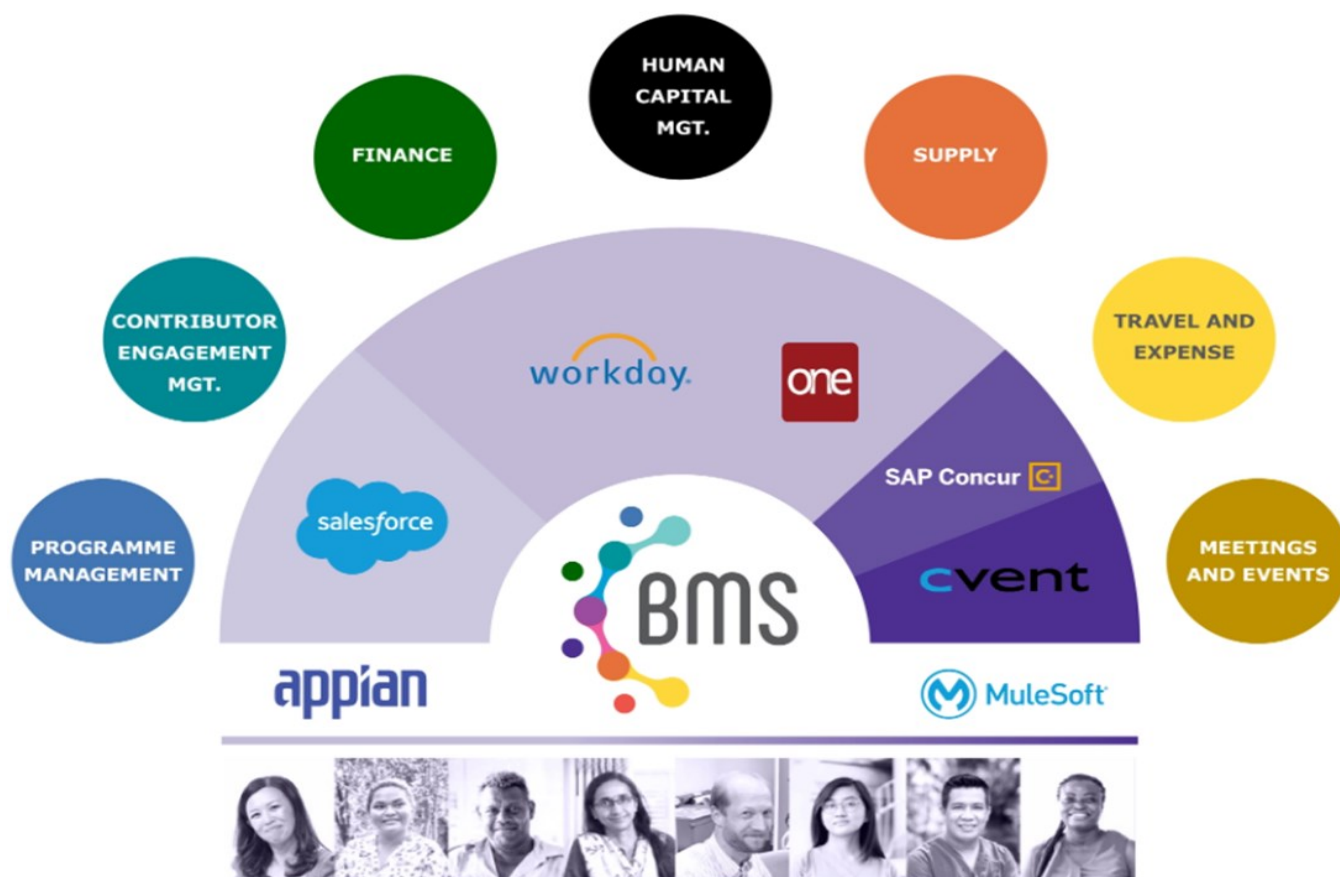 HUMAN
CAPITAL
MGT.
FINANCE
SUPPLY
CONTRIBUTOR
ENGAGEMENT
MGT.
TRAVEL AND
EXPENSE
workday.
one
SAP Concur C.
salesforce
PROGRAMME
MANAGEMENT
MEETINGS
AND EVENTS
cvent
BMS
appian
MuleSoft